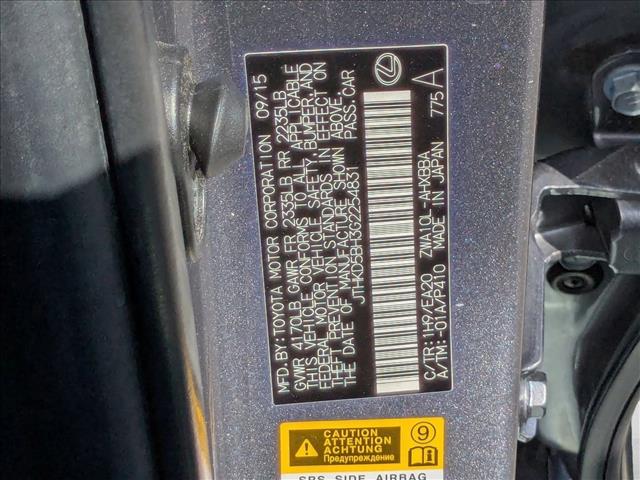 MFD.BY:TOYOTA MOTOR CORPORATION 09/15
GVWR 4170LB GAWR FR 2335LB RR 2235LB
THIS VEHICLE CONFORMS TO ALL APPLICABLE
FEDERAL MOTOR VEHICLE SAFETY, BUMPER, AND
THEFT PREVENTION STANDARDS IN EFFECT ON
THE DATE OF MANUFACTURE SHOWN ABOVE.
JTHKD5BH3G2254831 PASS.CAR
C/TR:1H9/EA20 ZWA10L-AHXBBA
A/TM:-01A/P410 MADE IN JAPAN 775 A
CAUTION
ATTENTION
ACHTUNG
Предупреждение
9
SRS SIDE AIRBAG